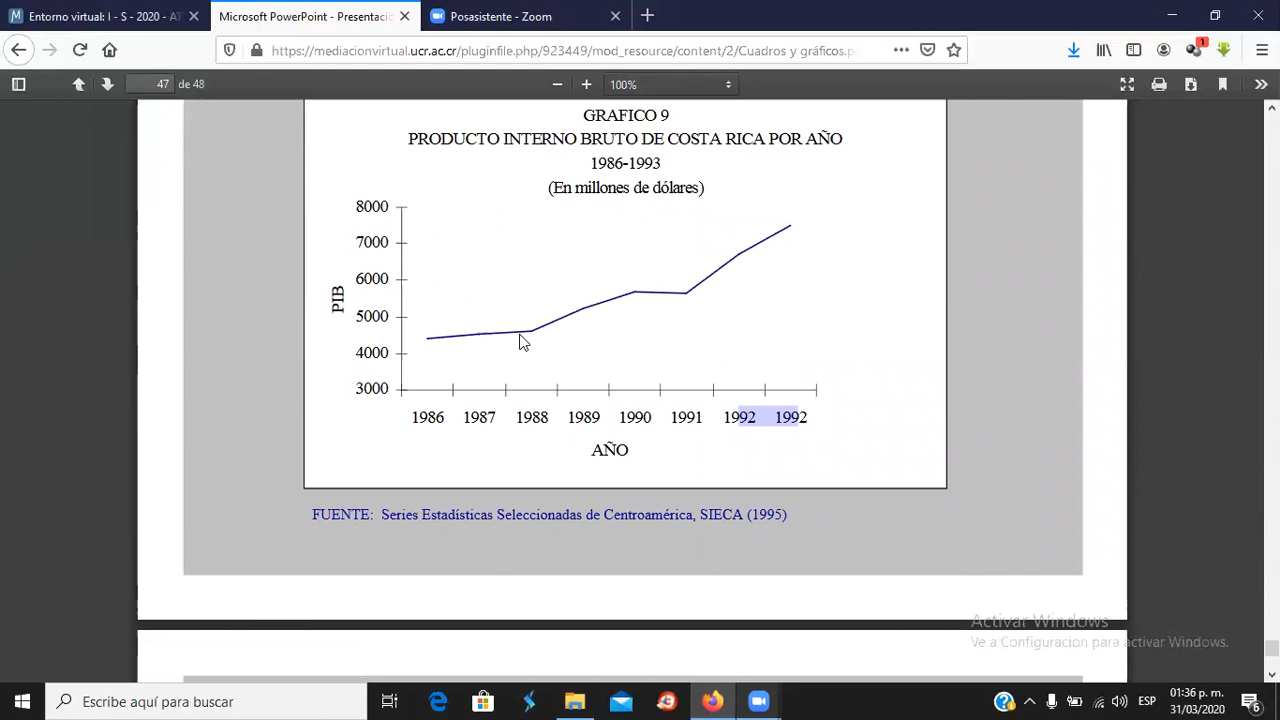 Entorno virtual: I - S - 2020 - AT
Microsoft PowerPoint - Presentació
Posasistente - Zoom
https://mediacionvirtual.ucr.ac.cr/pluginfile.php/923449/mod_resource/content/2/Cuadros y gráficos.p
1
47 de 48
100%
GRAFICO 9
PRODUCTO INTERNO BRUTO DE COSTA RICA POR AÑO
1986-1993
(En millones de dólares)
8000
7000
6000
5000
4000
3000
PIB
1986 1987 1988 1989 1990 1991 1992 1992
AÑO
FUENTE: Series Estadísticas Seleccionadas de Centroamérica, SIECA (1995)
Activar Windows
Ve a Configuracion para activar Windows.
Escribe aquí para buscar
ESP
01:36 p. m.
31/03/2020
6